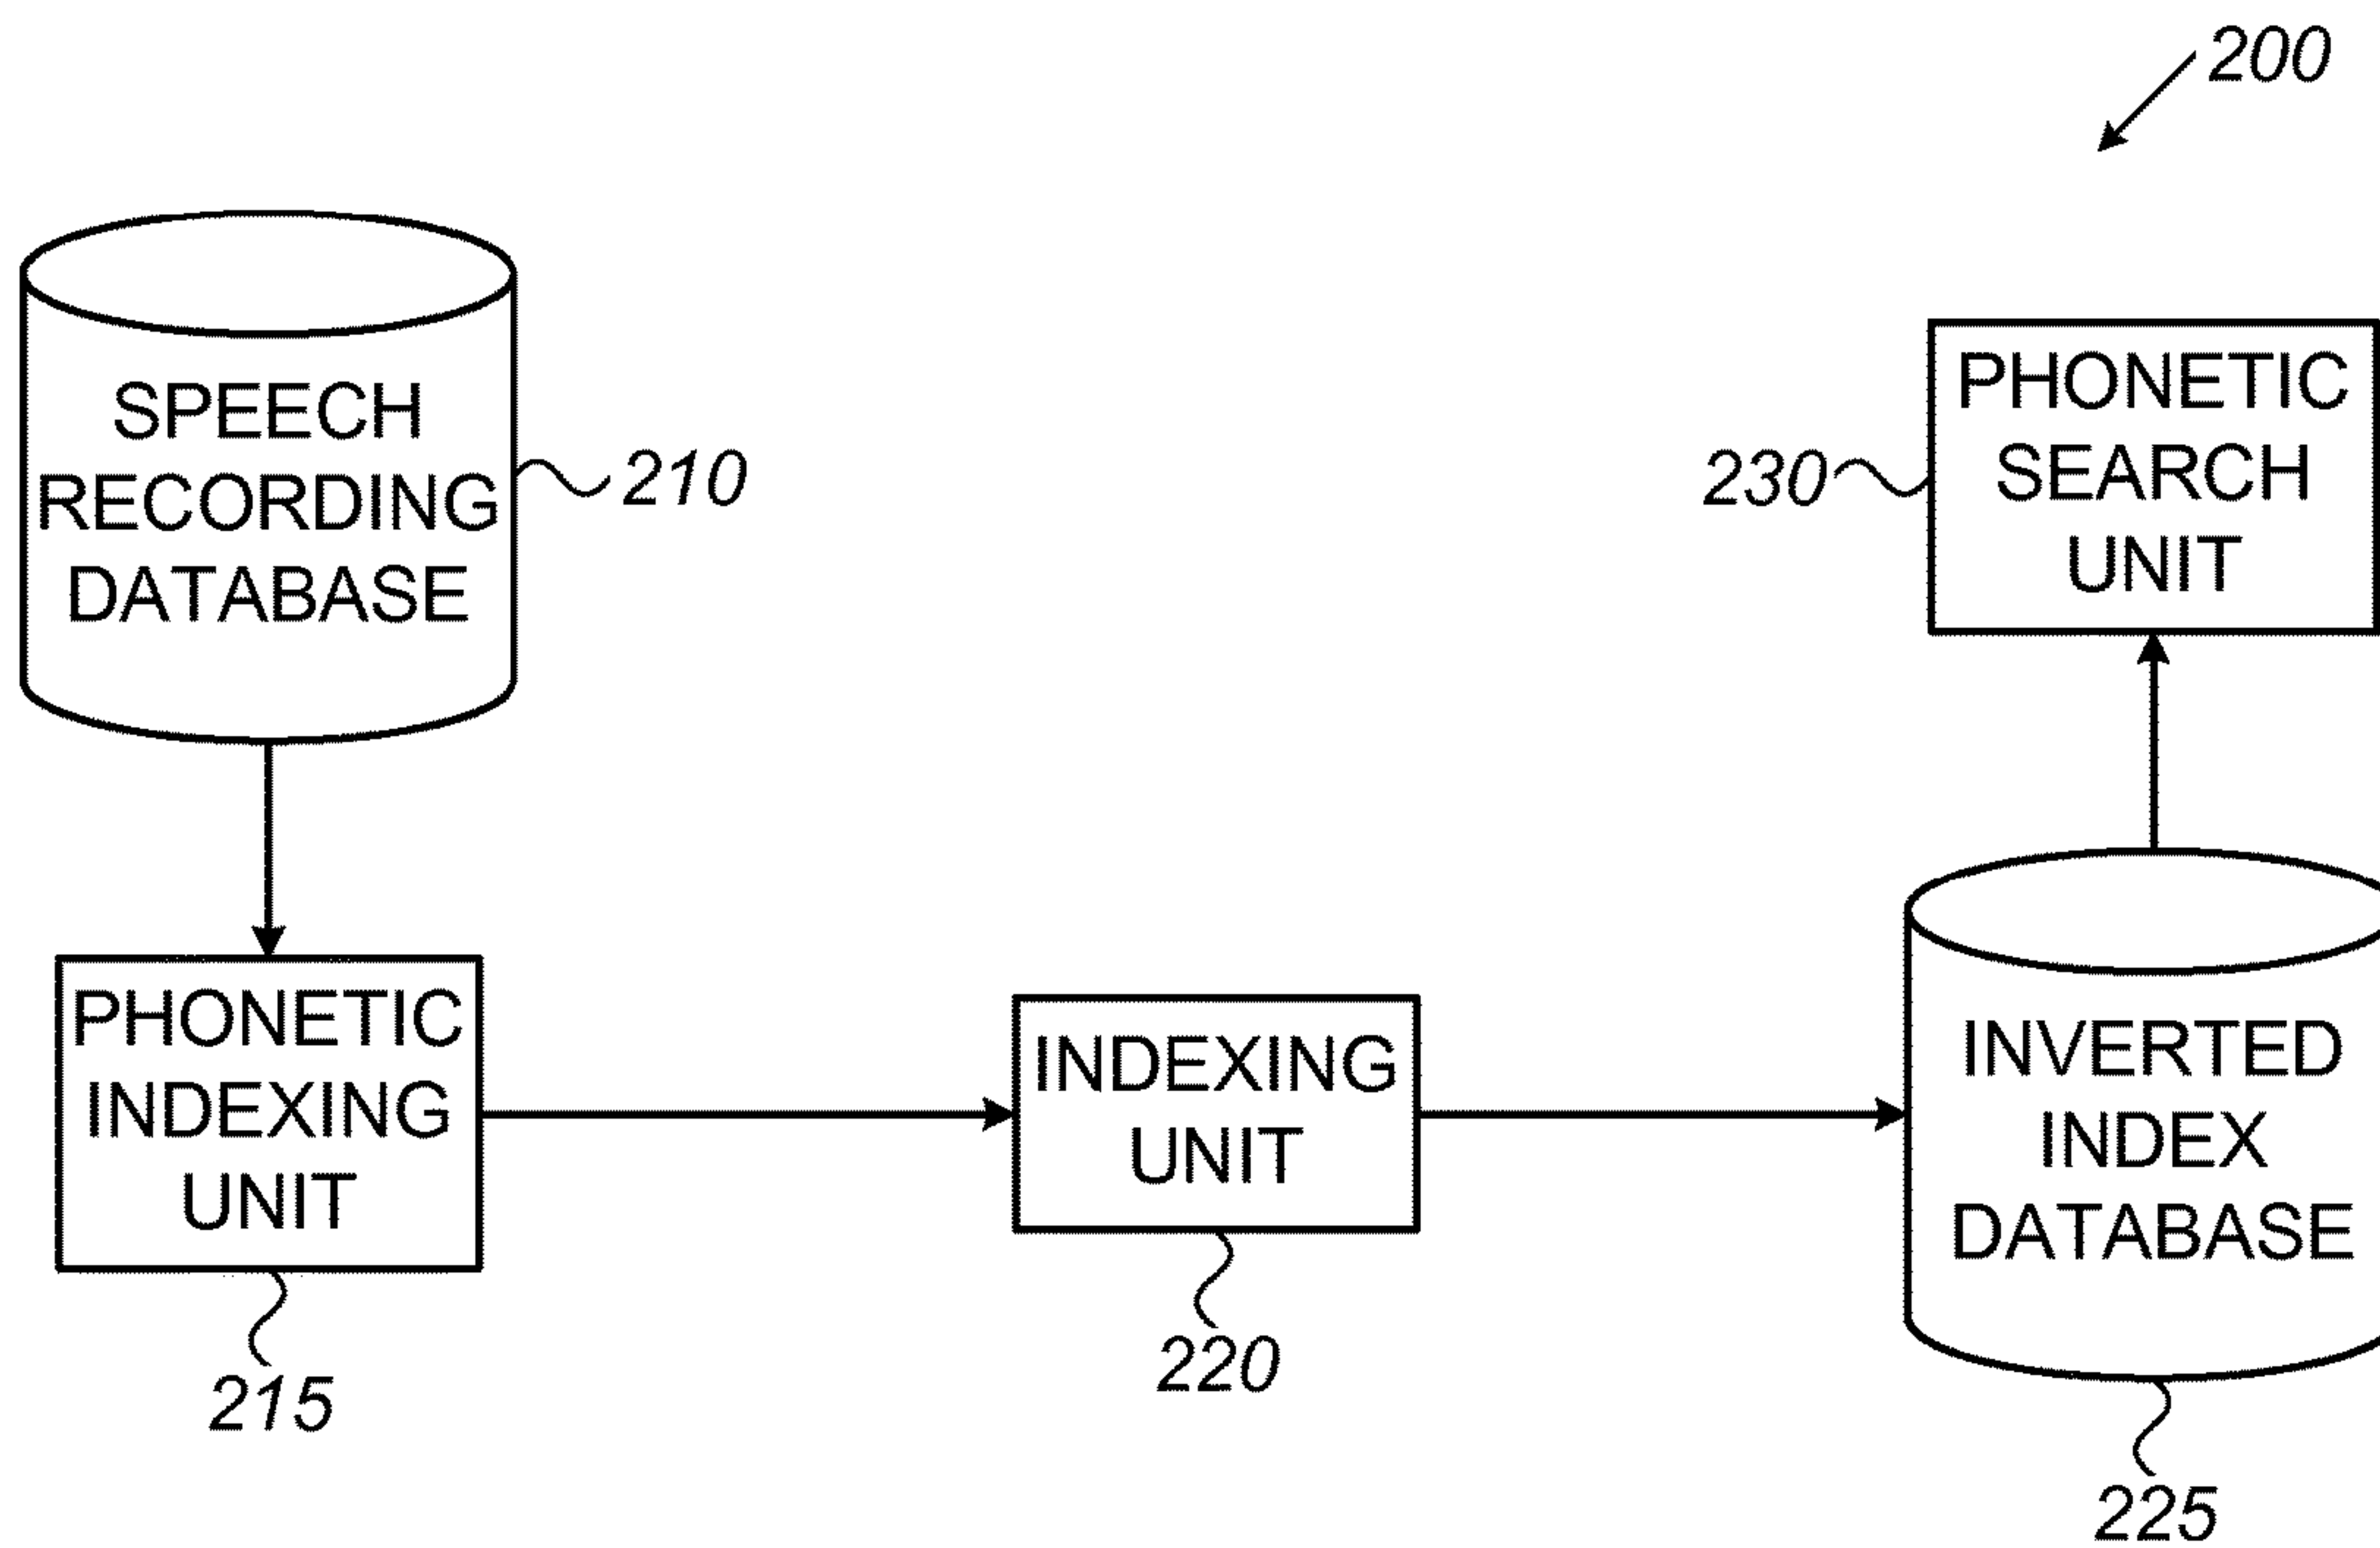 200
SPEECH
RECORDING
DATABASE
210
230
PHONETIC
SEARCH
UNIT
PHONETIC
INDEXING
UNIT
215
INDEXING
UNIT
220
INVERTED
INDEX
DATABASE
225